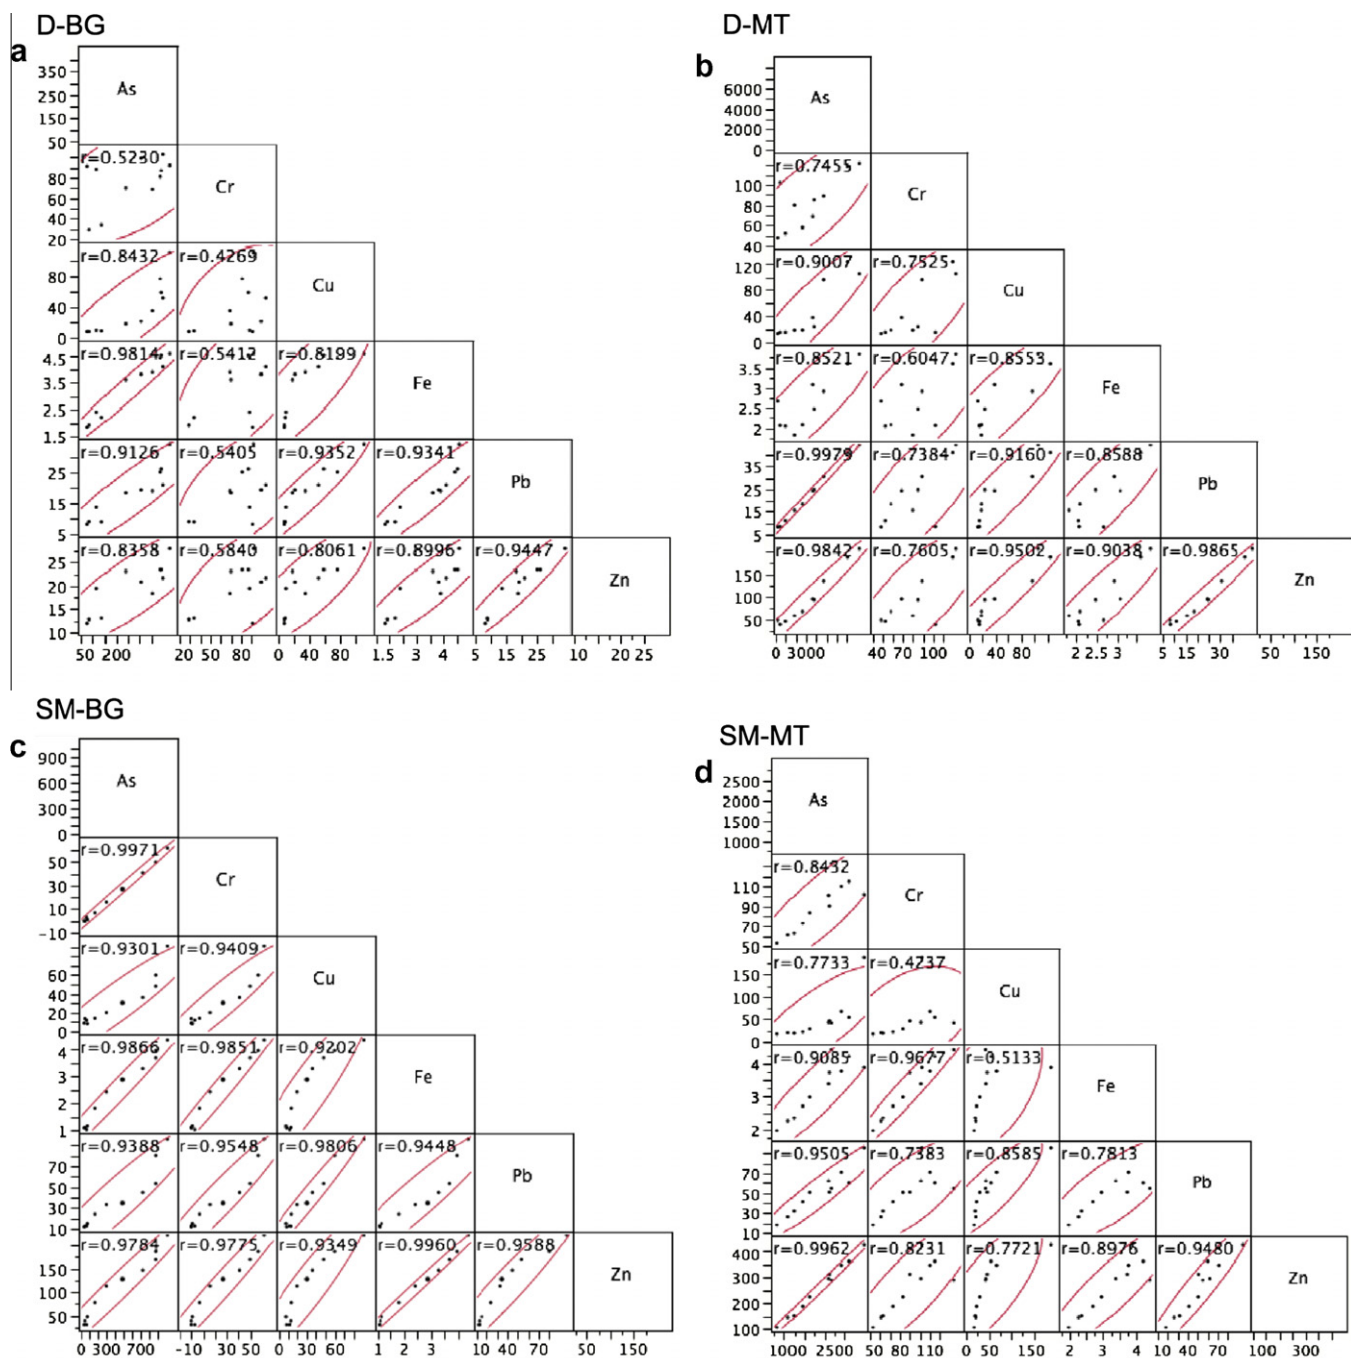 D-BG
a
350
250
150
50
As
r=0.5230
80
60
40
20
Cr
r=0.8432 r=0.4269
80
40
0
Cu
r=0.9814 r=0.5412 r=0.8199
4.5
3.5
2.5
1.5
Fe
r=0.9126 r=0.5405 r=0.9352 r=0.9341
25
15
5
Pb
r=0.8358 r=0.5840 r=0.8061 r=0.8996 r=0.9447
25
20
15
10
Zn
50 200 20 50 80 0 40 80 1.5 3 4 5 15 25 10 20 25
D-MT
b
6000
4000
2000
0
As
r=0.7455
100
80
60
40
Cr
r=0.9007 r=0.7525
120
80
40
0
Cu
r=0.8521 r=0.6047 r=0.8553
3.5
3
2.5
2
Fe
r=0.9979 r=0.7384 r=0.9160 r=0.8588
35
25
15
5
Pb
r=0.9842 r=0.7605 r=0.9502 r=0.9038 r=0.9865
150
100
50
Zn
0 3000 40 70 100 0 40 80 2 2.5 3 5 15 30 50 150
SM-BG
c
900
600
300
0
As
r=0.9971
50
30
10
-10
Cr
r=0.9301 r=0.9409
60
40
20
0
Cu
r=0.9866 r=0.9851 r=0.9202
4
3
2
1
Fe
r=0.9388 r=0.9548 r=0.9806 r=0.9448
70
50
30
10
Pb
r=0.9784 r=0.9775 r=0.9349 r=0.9960 r=0.9588
150
100
50
Zn
0 300 700 -10 30 50 0 30 60 1 2 3 4 10 40 70 50 150
SM-MT
d
2500
2000
1500
1000
As
r=0.8432
110
90
70
50
Cr
r=0.7733 r=0.4237
150
100
50
0
Cu
r=0.9085 r=0.9677 r=0.5133
4
3
2
Fe
r=0.9505 r=0.7383 r=0.8585 r=0.7813
70
50
30
10
Pb
r=0.9962 r=0.8231 r=0.7721 r=0.8976 r=0.9480
400
300
200
100
Zn
1000 2500 50 80 110 0 50 150 2 3 4 10 40 70 100 300